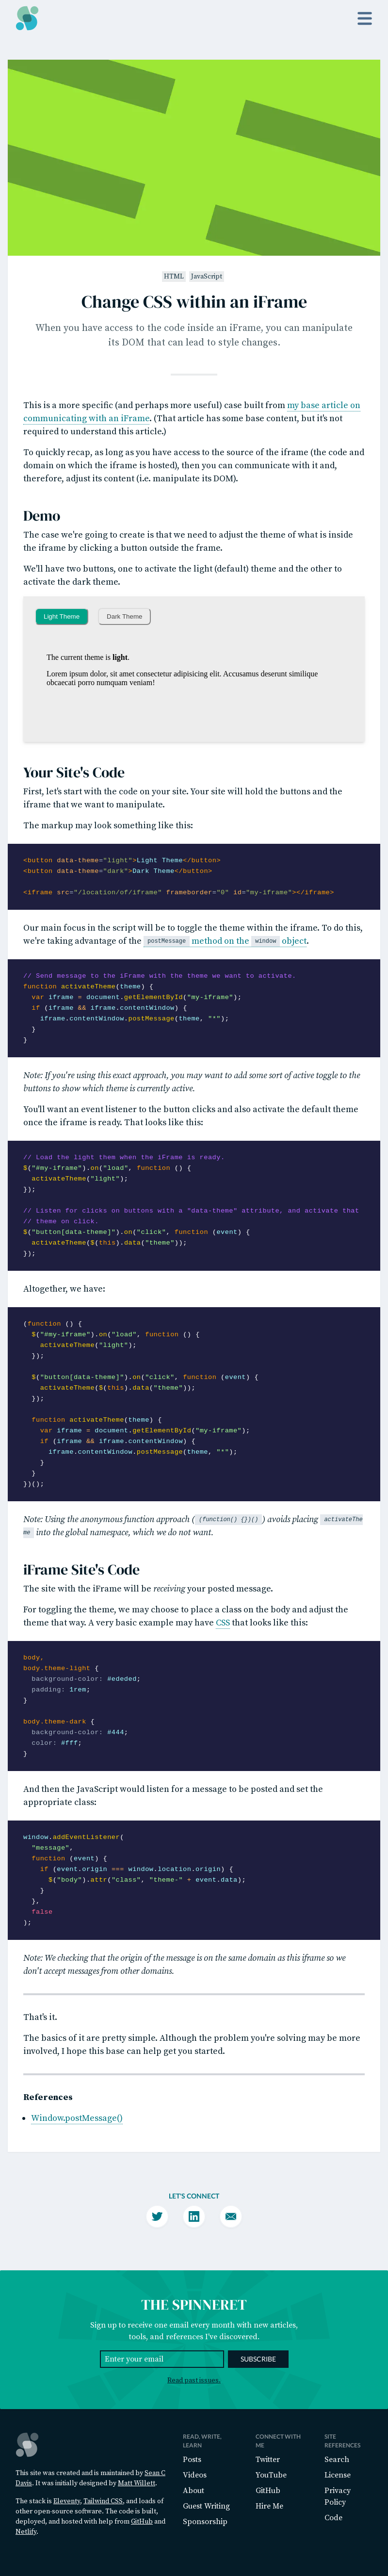 HTML JavaScript
Change CSS within an iFrame
When you have access to the code inside an iFrame, you can manipulate
its DOM that can lead to style changes.
This is a more specific (and perhaps more useful) case built from my base article on
communicating with an iFrame. (That article has some base content, but it's not
required to understand this article.)
To quickly recap, as long as you have access to the source of the iframe (the code and
domain on which the iframe is hosted), then you can communicate with it and,
therefore, adjust its content (i.e. manipulate its DOM).
Demo
The case we're going to create is that we need to adjust the theme of what is inside
the iframe by clicking a button outside the frame.
We'll have two buttons, one to activate the light (default) theme and the other to
activate the dark theme.
Light Theme Dark Theme
The current theme is light.
Lorem ipsum dolor, sit amet consectetur adipisicing elit. Accusamus deserunt similique
obcaecati porro numquam veniam!
Your Site's Code
First, let's start with the code on your site. Your site will hold the buttons and the
iframe that we want to manipulate.
The markup may look something like this:
<button data-theme="light">Light Theme</button>
<button data-theme="dark">Dark Theme</button>
<iframe src="/location/of/iframe" frameborder="0" id="my-iframe"></iframe>
Our main focus in the script will be to toggle the theme within the iframe. To do this,
we're taking advantage of the postMessage method on the window object.
// Send message to the iFrame with the theme we want to activate.
function activateTheme(theme) {
  var iframe = document.getElementById("my-iframe");
  if (iframe && iframe.contentWindow) {
    iframe.contentWindow.postMessage(theme, "*");
  }
}
Note: If you're using this exact approach, you may want to add some sort of active toggle to the
buttons to show which theme is currently active.
You'll want an event listener to the button clicks and also activate the default theme
once the iframe is ready. That looks like this:
// Load the light them when the iFrame is ready.
$("#my-iframe").on("load", function () {
  activateTheme("light");
});
// Listen for clicks on buttons with a "data-theme" attribute, and activate that
// theme on click.
$("button[data-theme]").on("click", function (event) {
  activateTheme($(this).data("theme"));
});
Altogether, we have:
(function () {
  $("#my-iframe").on("load", function () {
    activateTheme("light");
  });
  $("button[data-theme]").on("click", function (event) {
    activateTheme($(this).data("theme"));
  });
  function activateTheme(theme) {
    var iframe = document.getElementById("my-iframe");
    if (iframe && iframe.contentWindow) {
      iframe.contentWindow.postMessage(theme, "*");
    }
  }
})();
Note: Using the anonymous function approach ( (function() {})() ) avoids placing activateThe
me into the global namespace, which we do not want.
iFrame Site's Code
The site with the iFrame will be receiving your posted message.
For toggling the theme, we may choose to place a class on the body and adjust the
theme that way. A very basic example may have CSS that looks like this:
body,
body.theme-light {
  background-color: #ededed;
  padding: 1rem;
}
body.theme-dark {
  background-color: #444;
  color: #fff;
}
And then the JavaScript would listen for a message to be posted and set the
appropriate class:
window.addEventListener(
  "message",
  function (event) {
    if (event.origin === window.location.origin) {
      $("body").attr("class", "theme-" + event.data);
    }
  },
  false
);
Note: We checking that the origin of the message is on the same domain as this iframe so we
don't accept messages from other domains.
That's it.
The basics of it are pretty simple. Although the problem you're solving may be more
involved, I hope this base can help get you started.
References
Window.postMessage()
LET'S CONNECT
THE SPINNERET
Sign up to receive one email every month with new articles,
tools, and references I've discovered.
Enter your email SUBSCRIBE
Read past issues.
This site was created and is maintained by Sean C
Davis. It was initially designed by Matt Willett.
The stack is Eleventy, Tailwind CSS, and loads of
other open-source software. The code is built,
deployed, and hosted with help from GitHub and
Netlify.
READ, WRITE,
LEARN
Posts
Videos
About
Guest Writing
Sponsorship
CONNECT WITH
ME
Twitter
YouTube
GitHub
Hire Me
SITE
REFERENCES
Search
License
Privacy
Policy
Code